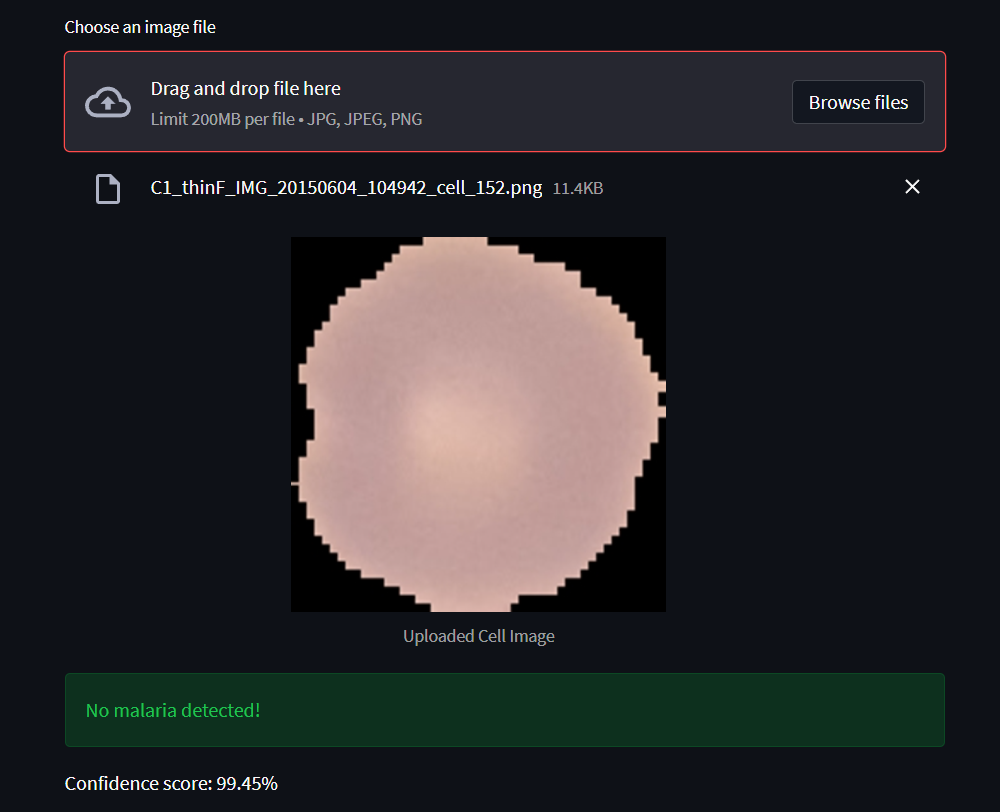 Choose an image file
Drag and drop file here
Limit 200MB per file • JPG, JPEG, PNG
Browse files
C1_thinF_IMG_20150604_104942_cell_152.png 11.4KB
Uploaded Cell Image
No malaria detected!
Confidence score: 99.45%